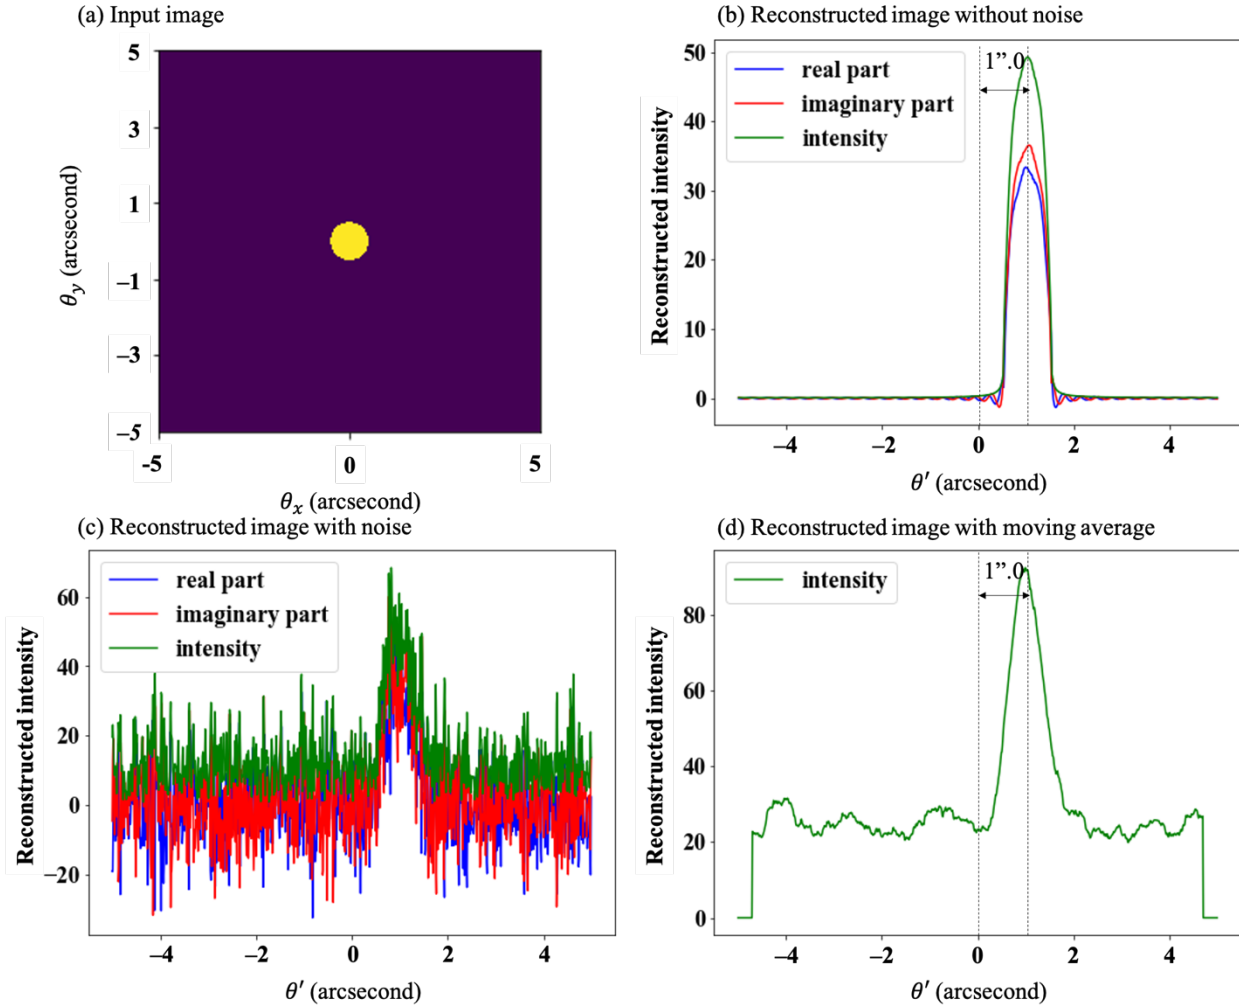 (a) Input image
5
3
1
−1
−3
−5
θy (arcsecond)
-5 0 5
θx (arcsecond)
(b) Reconstructed image without noise
real part
imaginary part
intensity
1”.0
50
40
30
20
10
0
Reconstructed intensity
−4 −2 0 2 4
θ′ (arcsecond)
(c) Reconstructed image with noise
real part
imaginary part
intensity
60
40
20
0
−20
Reconstructed intensity
−4 −2 0 2 4
θ′ (arcsecond)
(d) Reconstructed image with moving average
intensity
1”.0
80
60
40
20
0
Reconstructed intensity
−4 −2 0 2 4
θ′ (arcsecond)